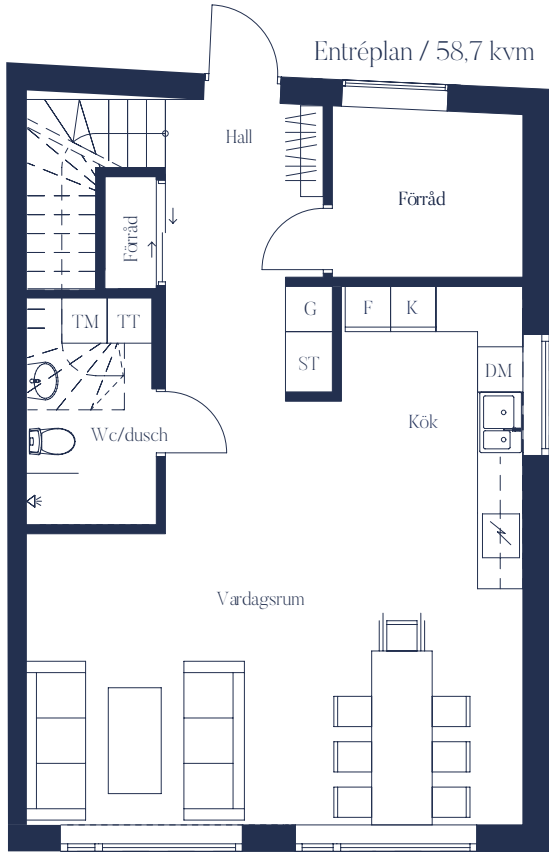 Entréplan / 58,7 kvm
Hall
Förråd
Förråd
G
F
K
TM
TT
ST
DM
Kök
Wc/dusch
Vardagsrum